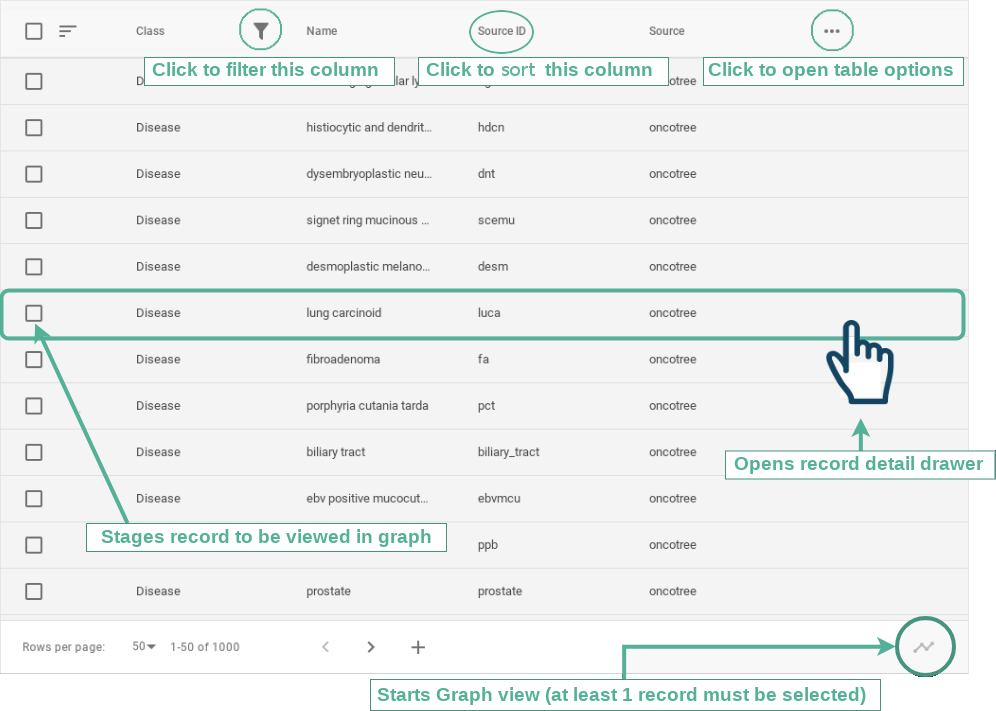 Class Name Source ID Source
Click to filter this column Click to sort this column Click to open table options
Disease histiocytic and dendrit... hdcn oncotree
Disease dysembryoplastic neu... dnt oncotree
Disease signet ring mucinous ... scemu oncotree
Disease desmoplastic melano... desm oncotree
Disease lung carcinoid luca oncotree
Disease fibroadenoma fa oncotree
Disease porphyria cutania tarda pct oncotree
Disease biliary tract biliary_tract oncotree
Opens record detail drawer
Disease ebv positive mucocut... ebvmcu oncotree
Stages record to be viewed in graph
ppb oncotree
Disease prostate prostate oncotree
Rows per page: 50 1-50 of 1000
Starts Graph view (at least 1 record must be selected)